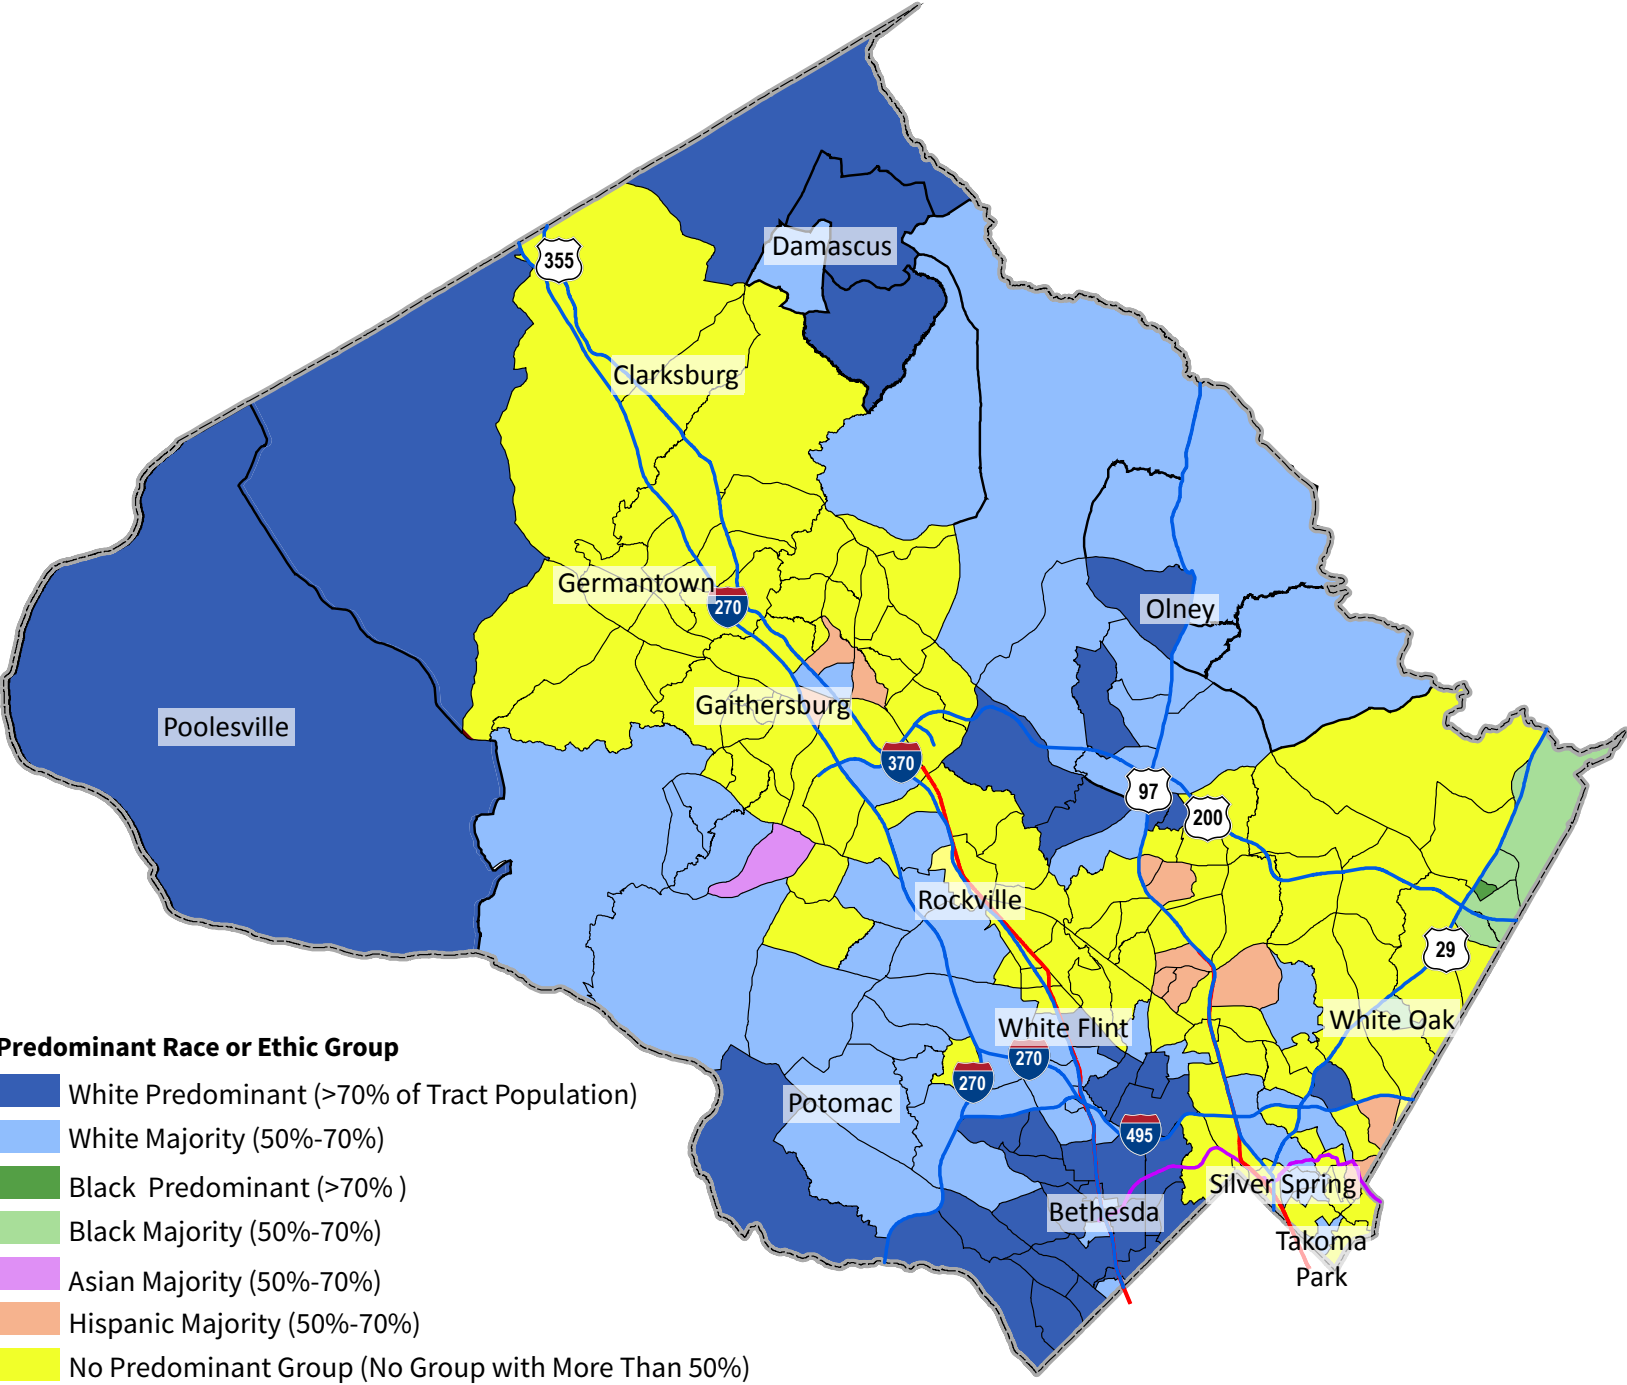 355
Damascus
Clarksburg
Germantown
270
Olney
Gaithersburg
Poolesville
370
97
200
Rockville
29
White Oak
White Flint
270
270
Potomac
495
Silver Spring
Bethesda
Takoma
Park
Predominant Race or Ethic Group
White Predominant (>70% of Tract Population)
White Majority (50%-70%)
Black  Predominant (>70% )
Black Majority (50%-70%)
Asian Majority (50%-70%)
Hispanic Majority (50%-70%)
No Predominant Group (No Group with More Than 50%)